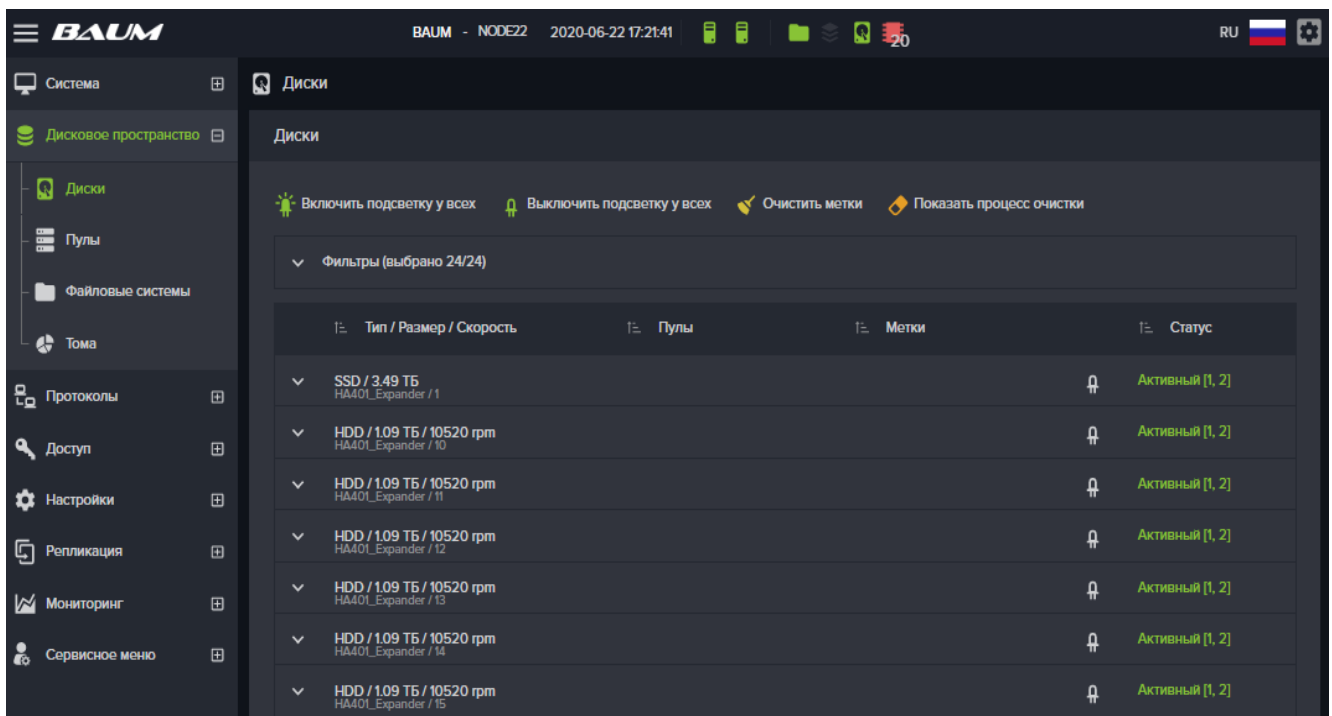 BAUM
BAUM - NODE22 2020-06-22 17:21:41
20
RU
Система
Дисковое пространство
Диски
Пулы
Файловые системы
Тома
Протоколы
Доступ
Настройки
Репликация
Мониторинг
Сервисное меню
Диски
Диски
Включить подсветку у всех Выключить подсветку у всех Очистить метки Показать процесс очистки
Фильтры (выбрано 24/24)
Тип / Размер / Скорость Пулы Метки Статус
SSD / 3.49 ТБ Активный [1, 2]
HA401_Expander / 1
HDD / 1.09 ТБ / 10520 rpm Активный [1, 2]
HA401_Expander / 10
HDD / 1.09 ТБ / 10520 rpm Активный [1, 2]
HA401_Expander / 11
HDD / 1.09 ТБ / 10520 rpm Активный [1, 2]
HA401_Expander / 12
HDD / 1.09 ТБ / 10520 rpm Активный [1, 2]
HA401_Expander / 13
HDD / 1.09 ТБ / 10520 rpm Активный [1, 2]
HA401_Expander / 14
HDD / 1.09 ТБ / 10520 rpm Активный [1, 2]
HA401_Expander / 15